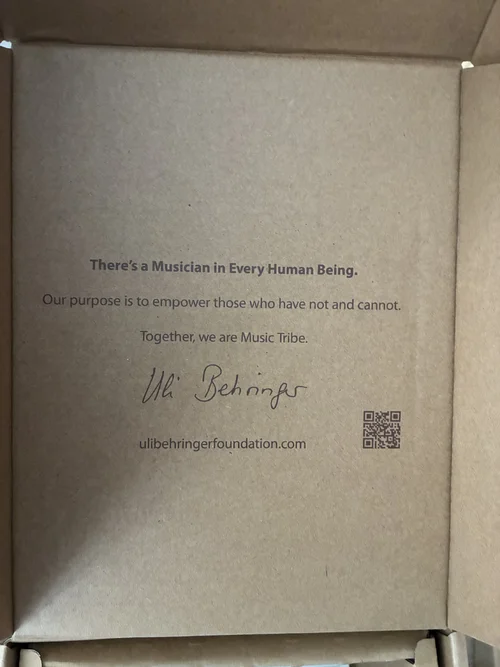 There's a Musician in Every Human Being.
Our purpose is to empower those who have not and cannot.
Together, we are Music Tribe.
Uli Behringer
ulibehringerfoundation.com